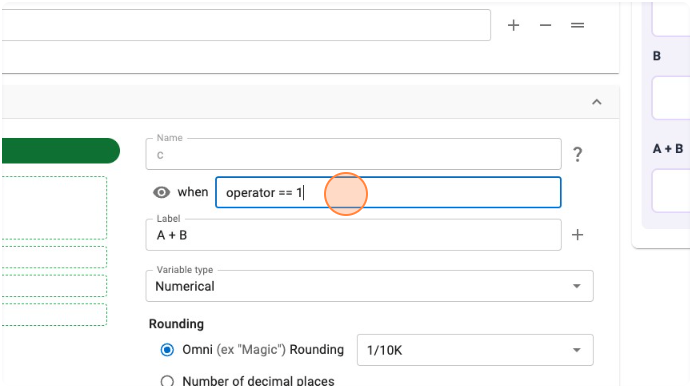 B
Name
c
?
A + B
when
operator == 1
Label
A + B
Variable type
Numerical
Rounding
Omni (ex "Magic") Rounding
1/10K
Number of decimal places